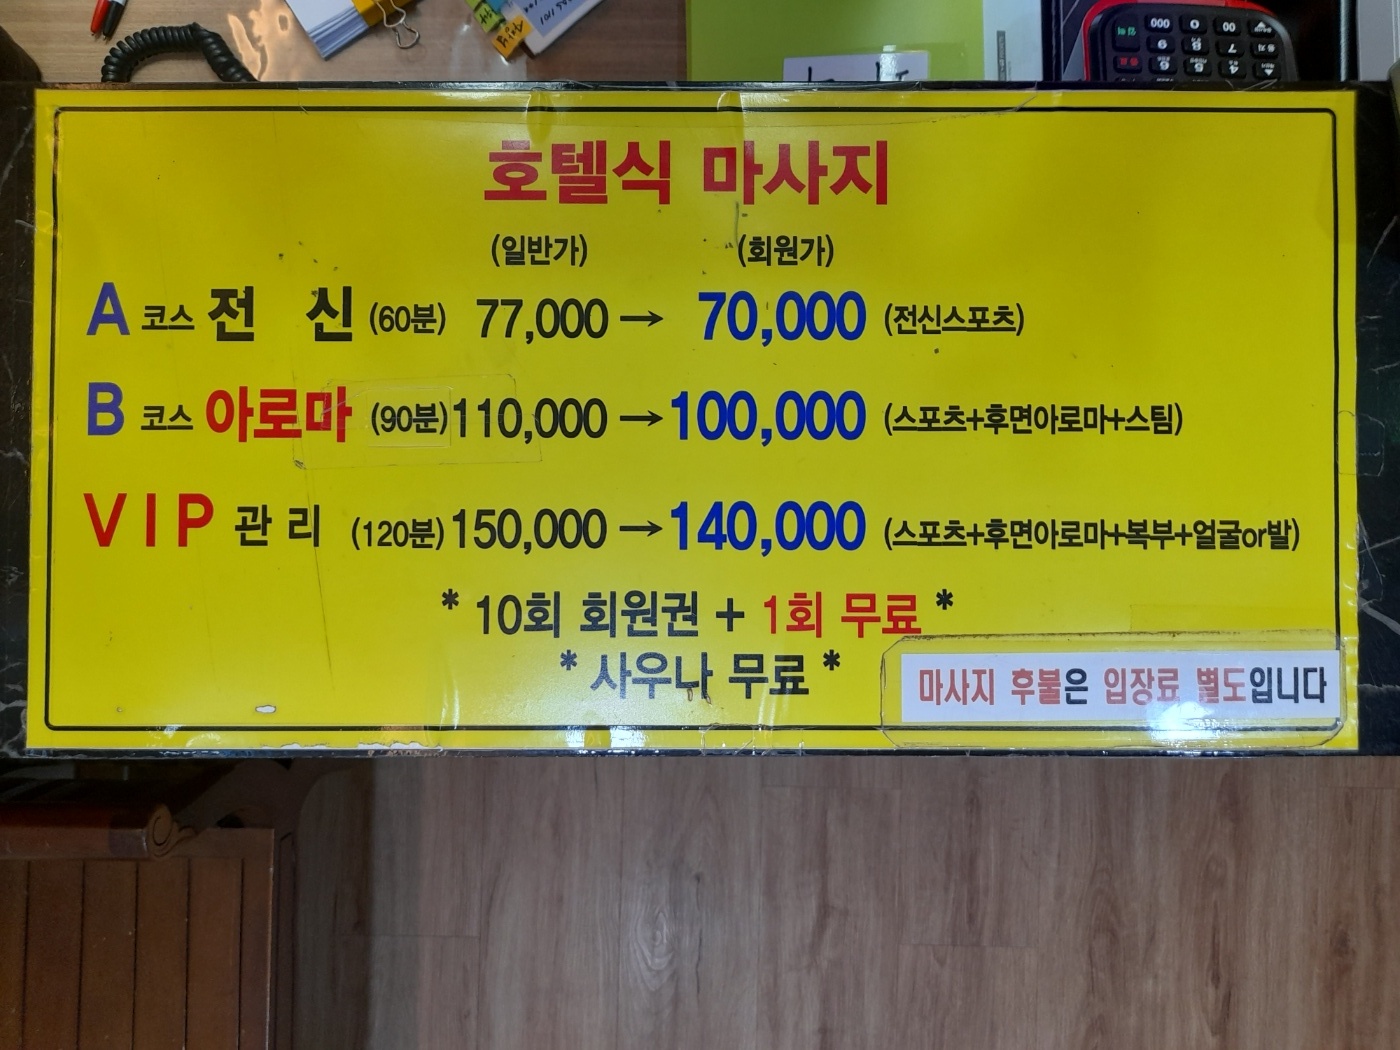 호텔식 마사지
(일반가) (회원가)
A 코스 전 신 (60분) 77,000 → 70,000 (전신스포츠)
B 코스 아로마 (90분) 110,000 → 100,000 (스포츠+후면아로마+스팀)
VIP 관리 (120분) 150,000 → 140,000 (스포츠+후면아로마+복부+얼굴or발)
* 10회 회원권 + 1회 무료 *
* 사우나 무료 *
마사지 후불은 입장료 별도입니다